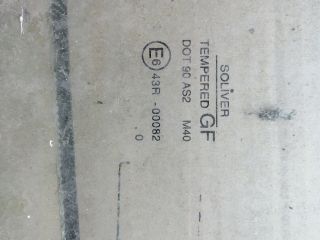 SOLIVER
TEMPERED GF
DOT 90 AS2 M40
E6 43R -00082
0